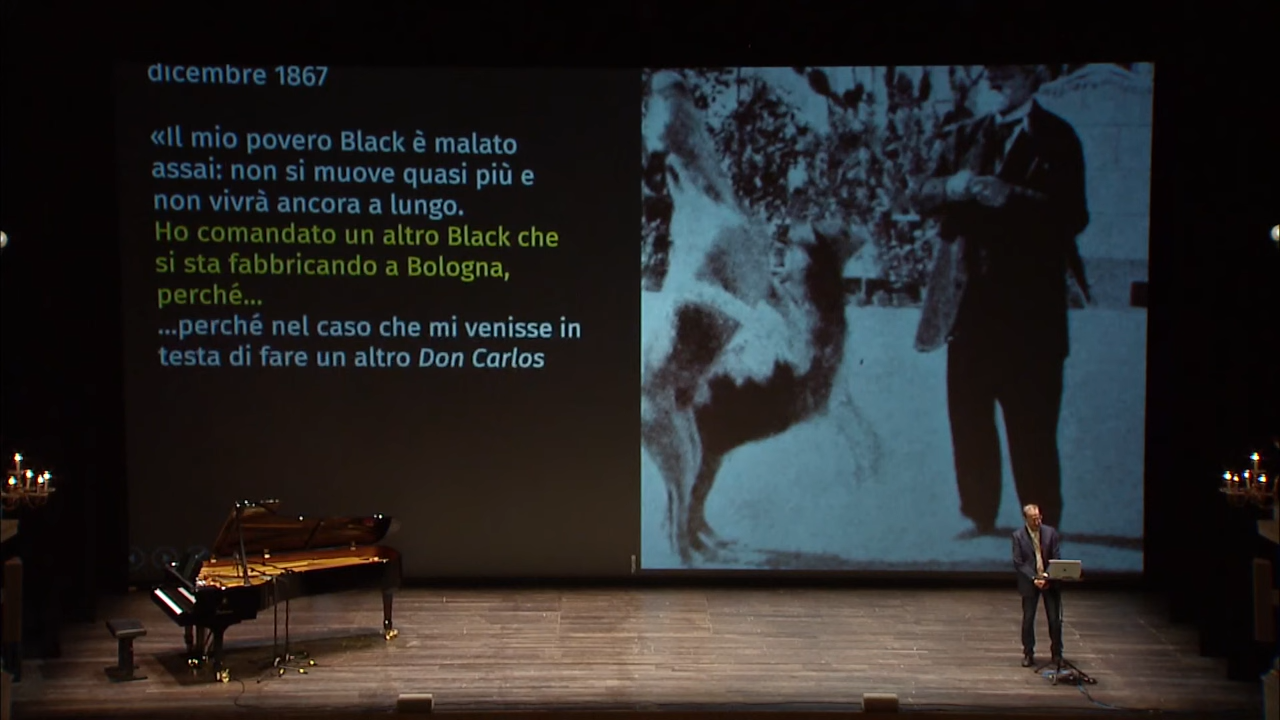 dicembre 1867
«Il mio povero Black è malato
assai: non si muove quasi più e
non vivrà ancora a lungo.
Ho comandato un altro Black che
si sta fabbricando a Bologna,
perché...
...perché nel caso che mi venisse in
testa di fare un altro Don Carlos